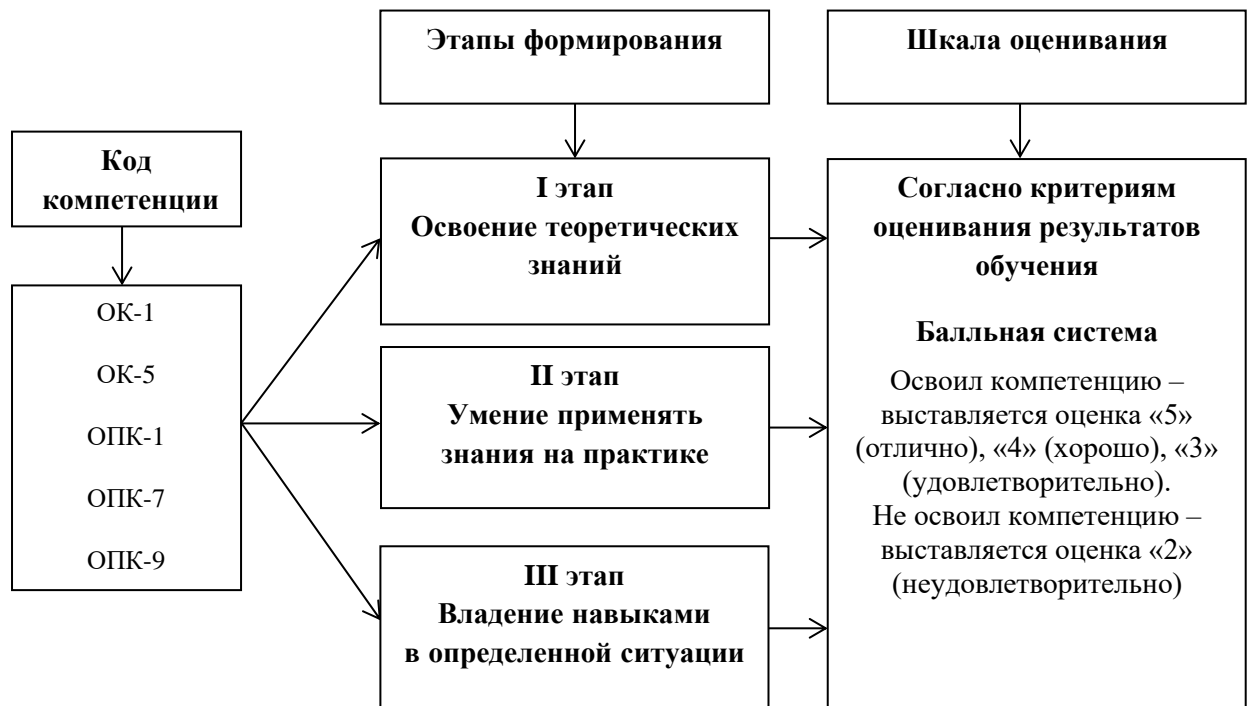 Этапы формирования
Шкала оценивания
Код
компетенции
ОК-1
ОК-5
ОПК-1
ОПК-7
ОПК-9
I этап
Освоение теоретических
знаний
II этап
Умение применять
знания на практике
III этап
Владение навыками
в определенной ситуации
Согласно критериям
оценивания результатов
обучения
Балльная система
Освоил компетенцию –
выставляется оценка «5»
(отлично), «4» (хорошо), «3»
(удовлетворительно).
Не освоил компетенцию –
выставляется оценка «2»
(неудовлетворительно)